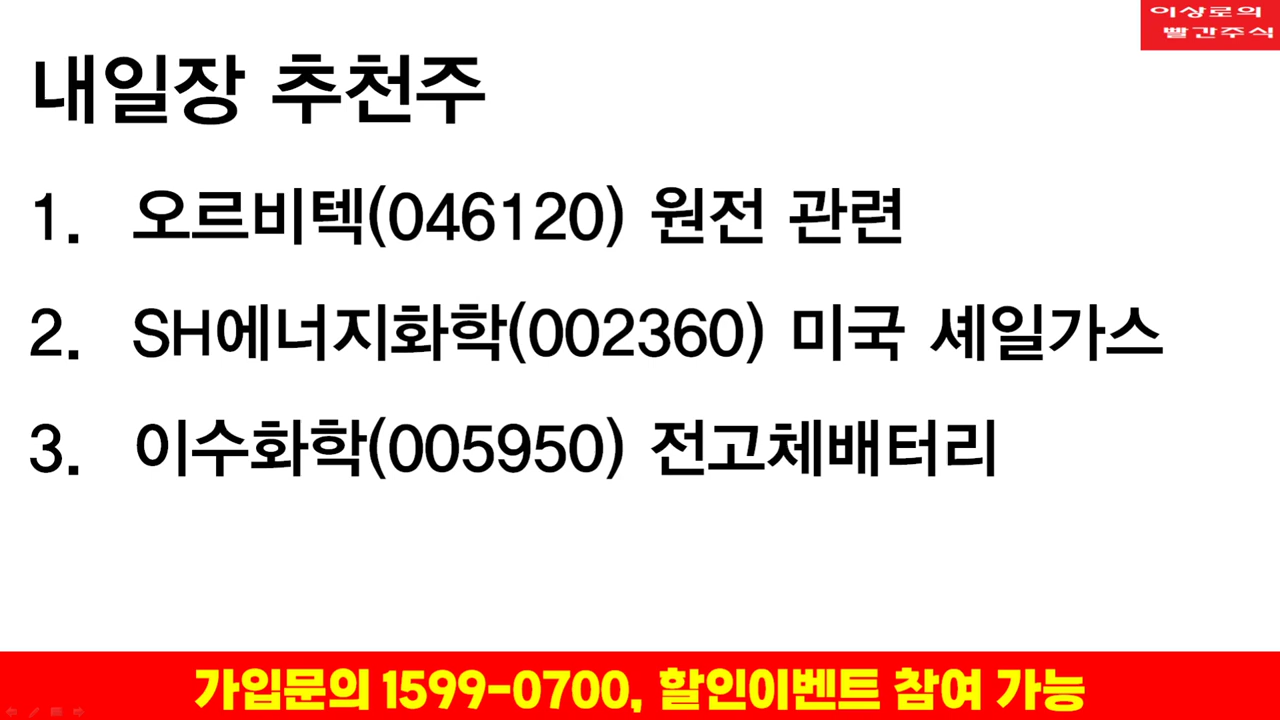 이상로의
빨간주식
내일장 추천주
1. 오르비텍(046120) 원전 관련
2. SH에너지화학(002360) 미국 셰일가스
3. 이수화학(005950) 전고체배터리
가입문의 1599-0700, 할인이벤트 참여 가능